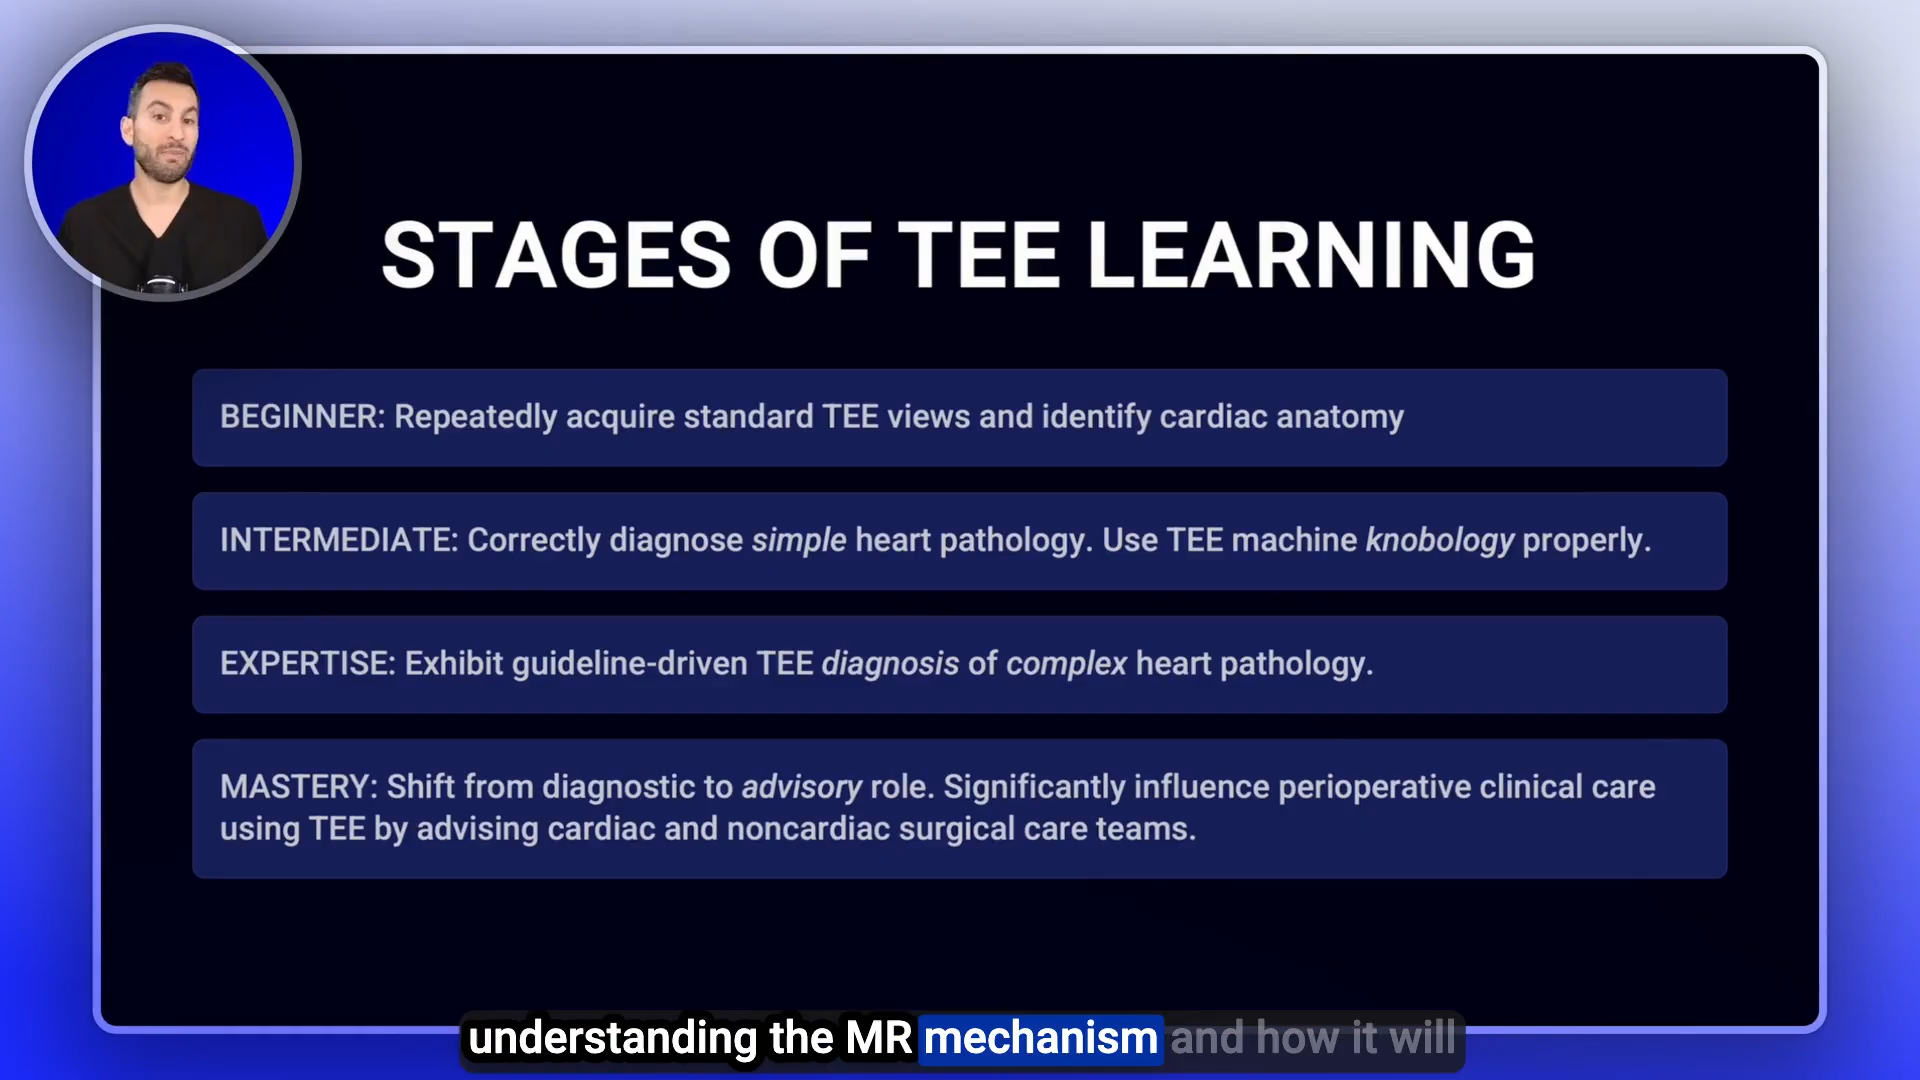 STAGES OF TEE LEARNING
BEGINNER: Repeatedly acquire standard TEE views and identify cardiac anatomy
INTERMEDIATE: Correctly diagnose simple heart pathology. Use TEE machine knobology properly.
EXPERTISE: Exhibit guideline-driven TEE diagnosis of complex heart pathology.
MASTERY: Shift from diagnostic to advisory role. Significantly influence perioperative clinical care
using TEE by advising cardiac and noncardiac surgical care teams.
understanding the MR mechanism and how it will